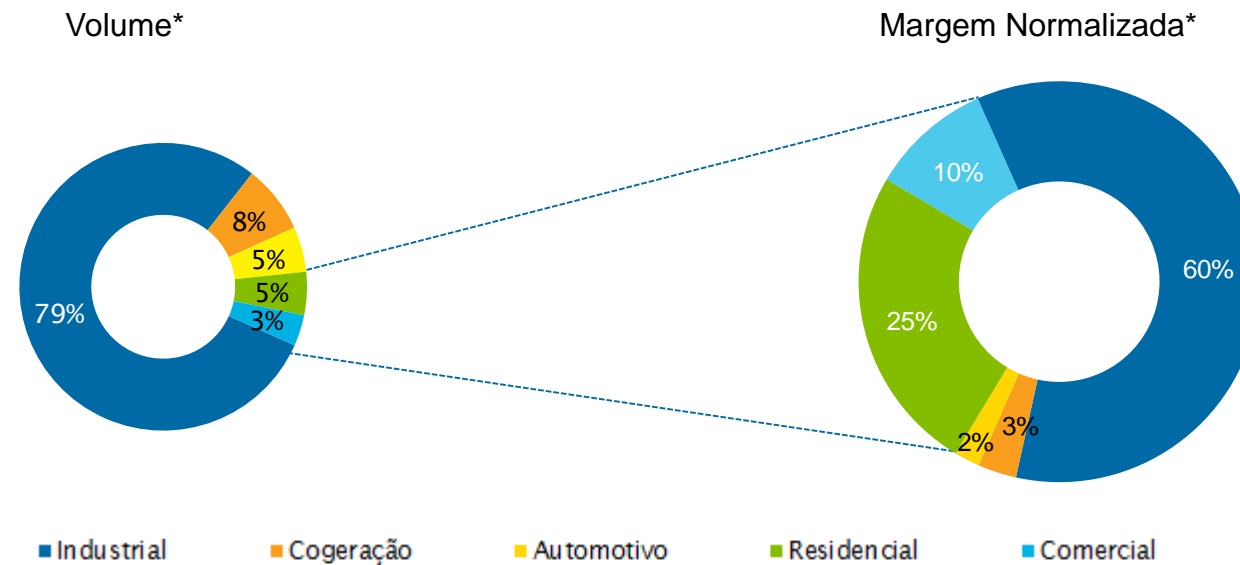 Volume*
Margem Normalizada*
8%
5%
5%
3%
79%
10%
60%
25%
2%
3%
Industrial
Cogeração
Automotivo
Residencial
Comercial